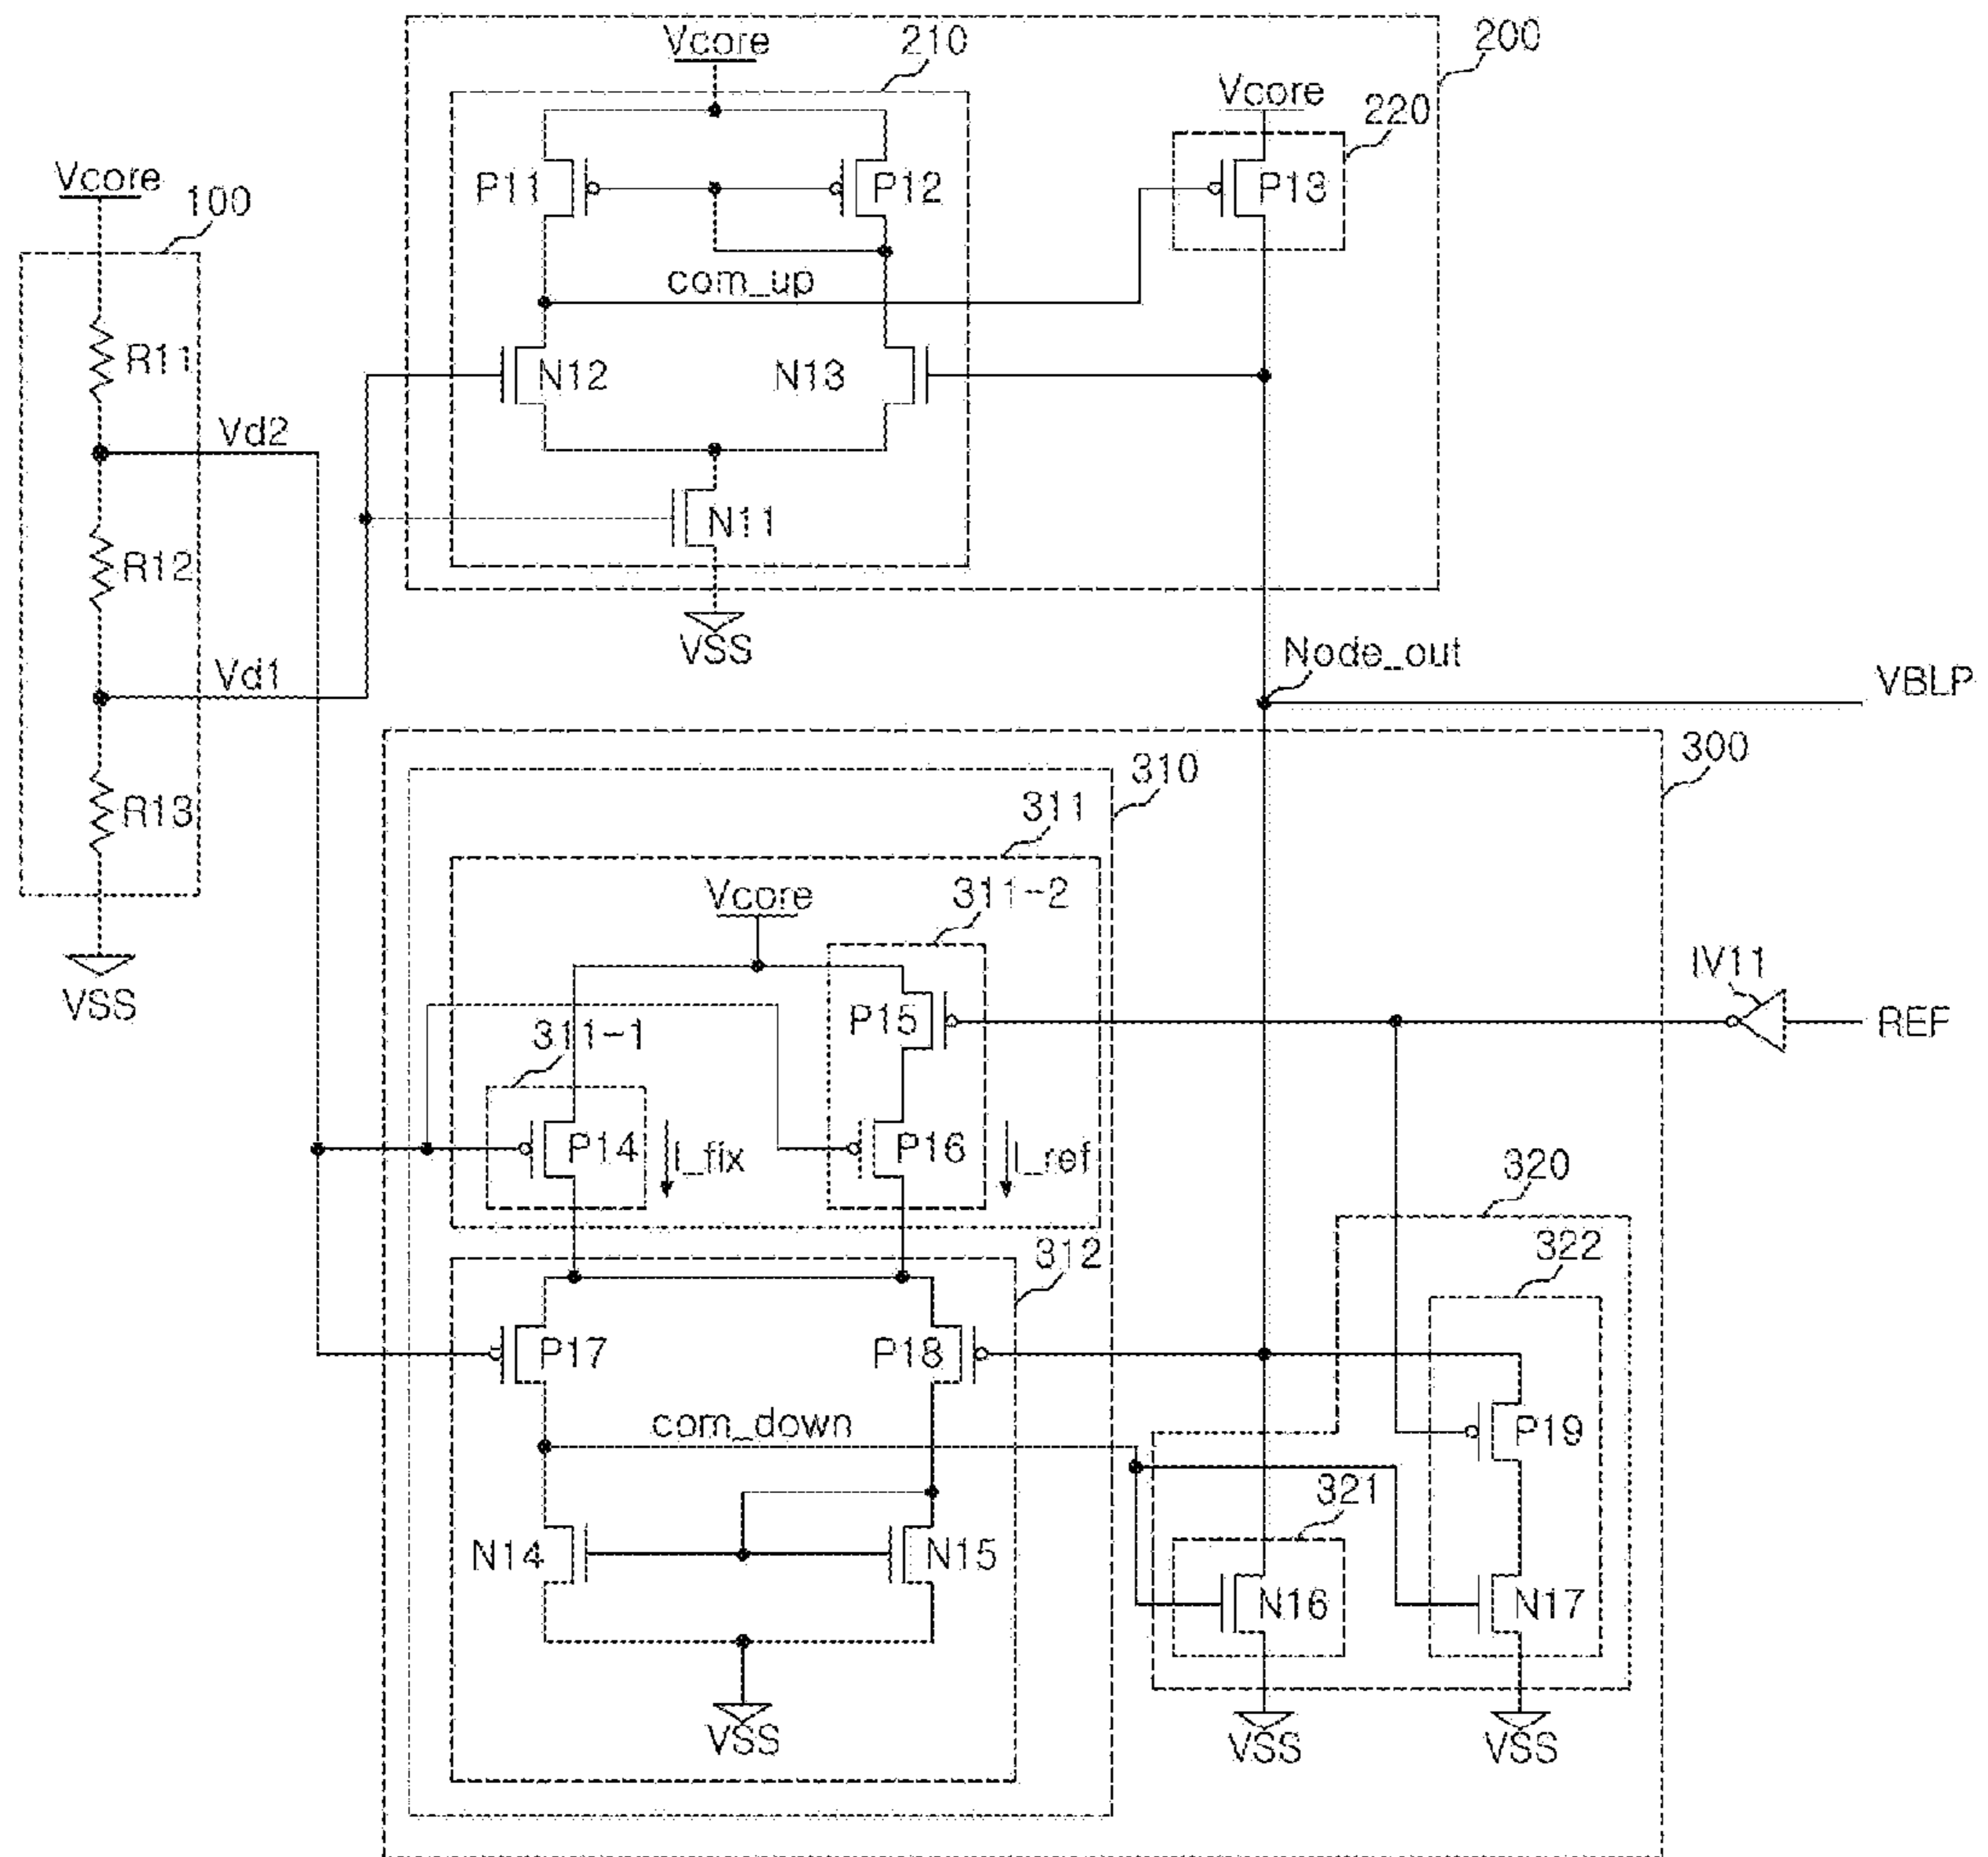 Vcore
210
200
Vcore
220
P11
P12
P13
Vcore
100
com_up
R11
N12
N13
Vd2
N11
R12
VSS
Node_out
Vd1
VBLP
300
310
R13
311
Vcore
311-2
IV11
VSS
P15
REF
311-1
P14
I_fix
P16
I_ref
320
322
312
P17
P18
com_down
P19
321
N14
N15
N16
N17
VSS
VSS
VSS